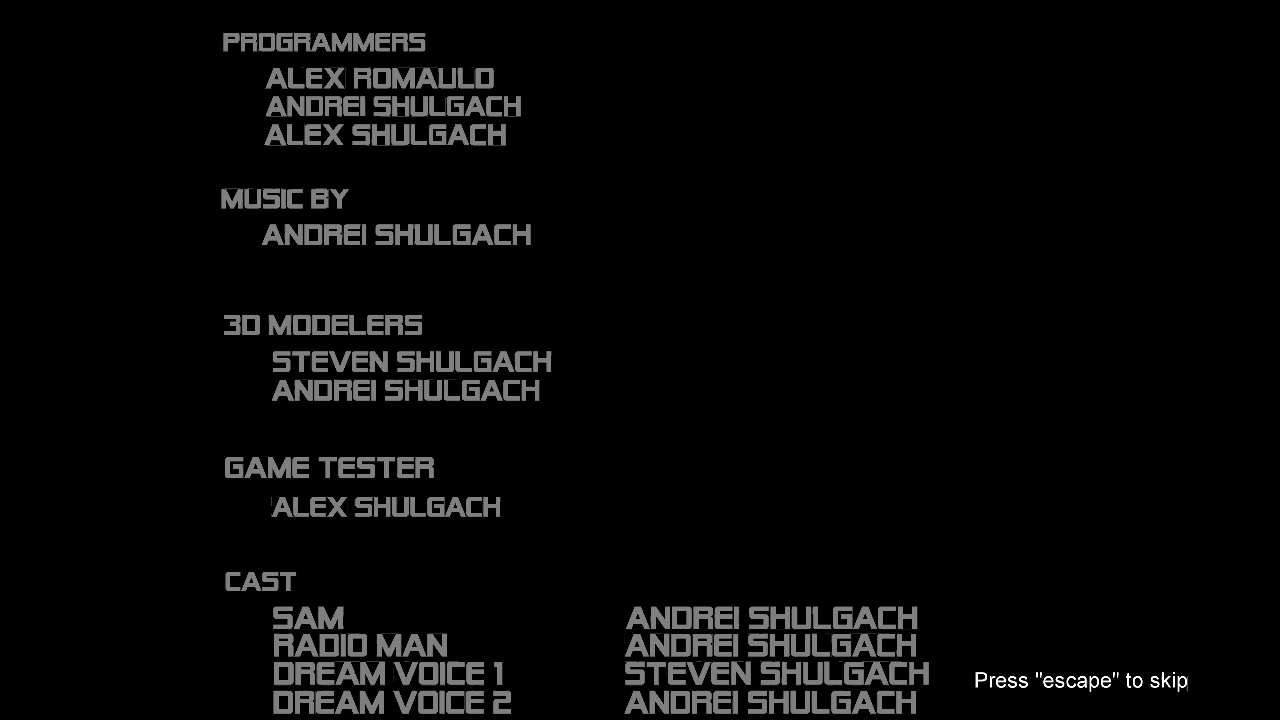 PROGRAMMERS
ALEX ROMAULD
ANDREI SHULGACH
ALEX SHULGACH
MUSIC BY
ANDREI SHULGACH
3D MODELERS
STEVEN SHULGACH
ANDREI SHULGACH
GAME TESTER
ALEX SHULGACH
CAST
SAM ANDREI SHULGACH
RADIO MAN ANDREI SHULGACH
DREAM VOICE 1 STEVEN SHULGACH
DREAM VOICE 2 ANDREI SHULGACH
Press "escape" to skip